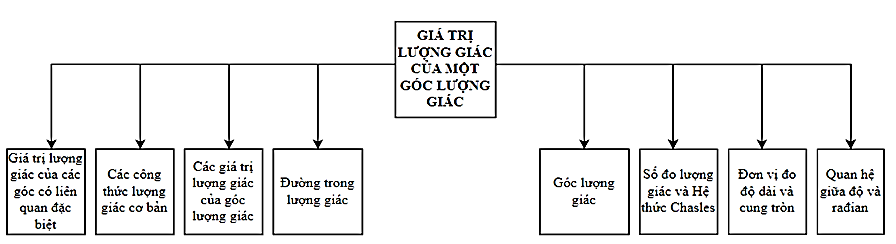 GIÁ TRỊ
LƯỢNG GIÁC
CỦA MỘT
GÓC LƯỢNG
GIÁC
Giá trị lượng
giác của các
góc có liên
quan đặc
biệt
Các công
thức lượng
giác cơ bản
Các giá trị
lượng giác
của góc
lượng giác
Đường tròn
lượng giác
Góc lượng
giác
Số đo lượng
giác và Hệ
thức Chasles
Đơn vị đo
độ dài và
cung tròn
Quan hệ
giữa độ và
rađian